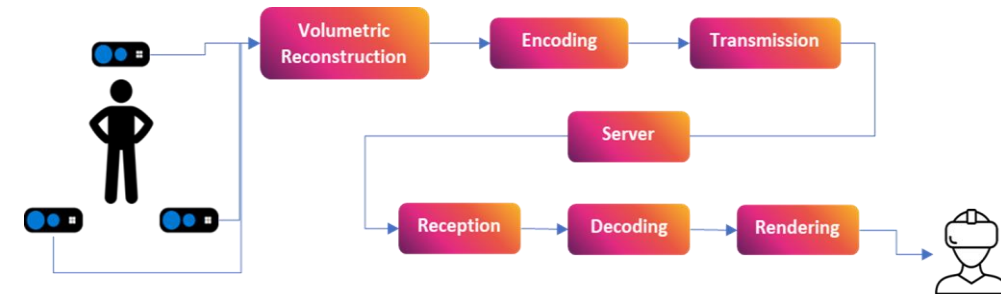 Volumetric
Reconstruction
Encoding
Transmission
Server
Reception
Decoding
Rendering